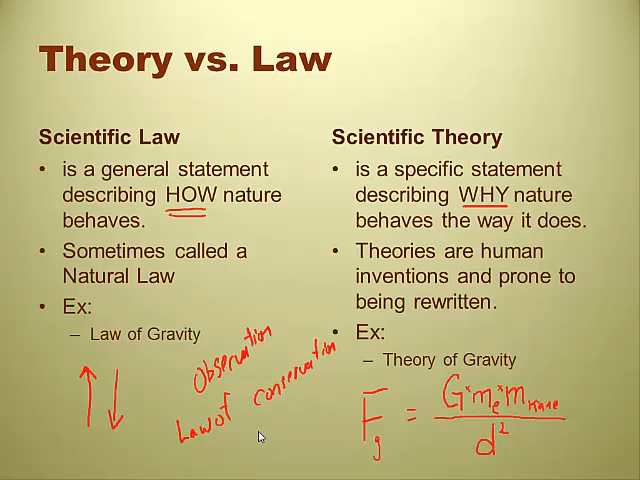 Theory vs. Law
Scientific Law
• is a general statement
describing HOW nature
behaves.
• Sometimes called a
Natural Law
• Ex:
– Law of Gravity
Observation
Law of conservation
Scientific Theory
• is a specific statement
describing WHY nature
behaves the way it does.
• Theories are human
inventions and prone to
being rewritten.
• Ex:
– Theory of Gravity
Fg = G × me × mKane
d²